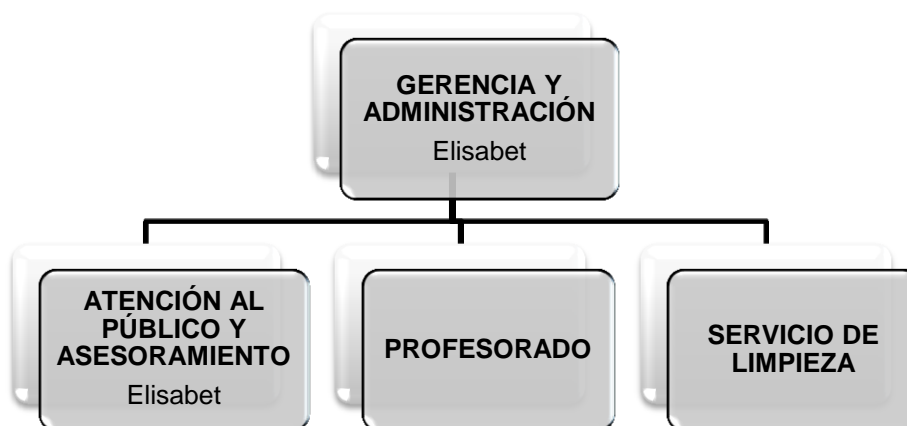 GERENCIA Y
ADMINISTRACIÓN
Elisabet
ATENCIÓN AL
PÚBLICO Y
ASESORAMIENTO
Elisabet
PROFESORADO
SERVICIO DE
LIMPIEZA